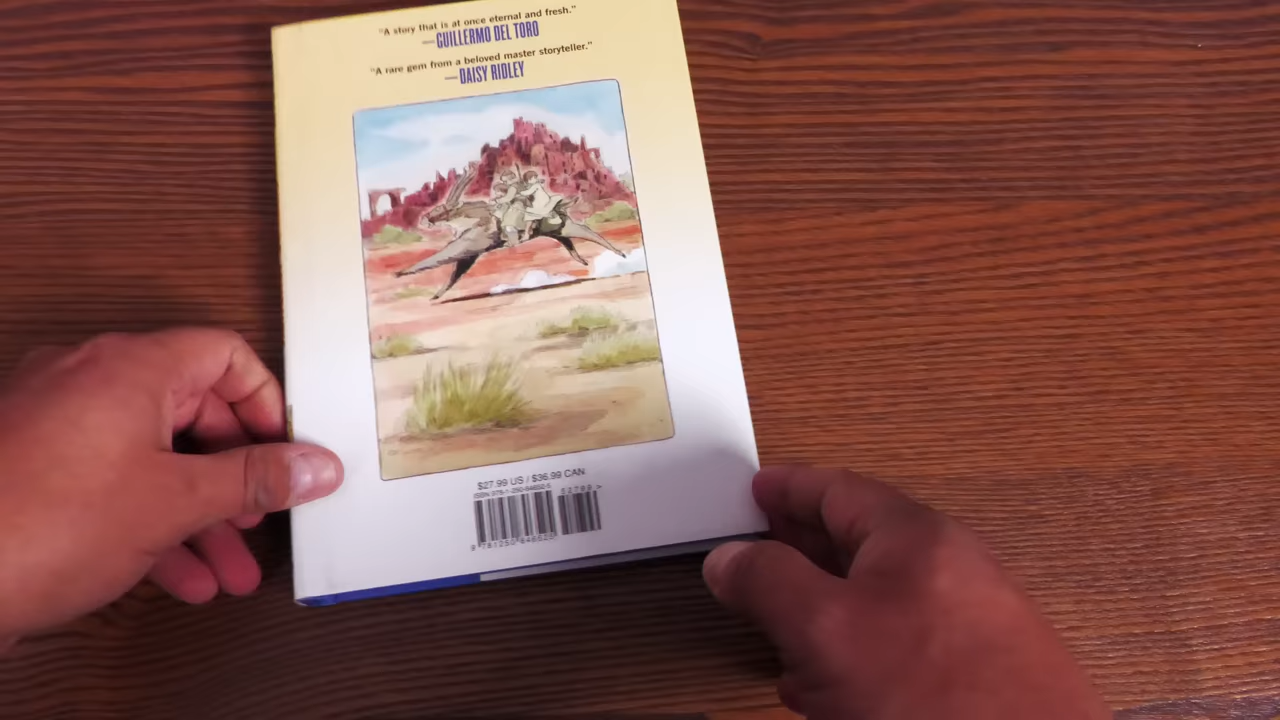 "A story that is at once eternal and fresh."
—GUILLERMO DEL TORO
"A rare gem from a beloved master storyteller."
—DAISY RIDLEY
$27.99 US / $36.99 CAN
52799 >